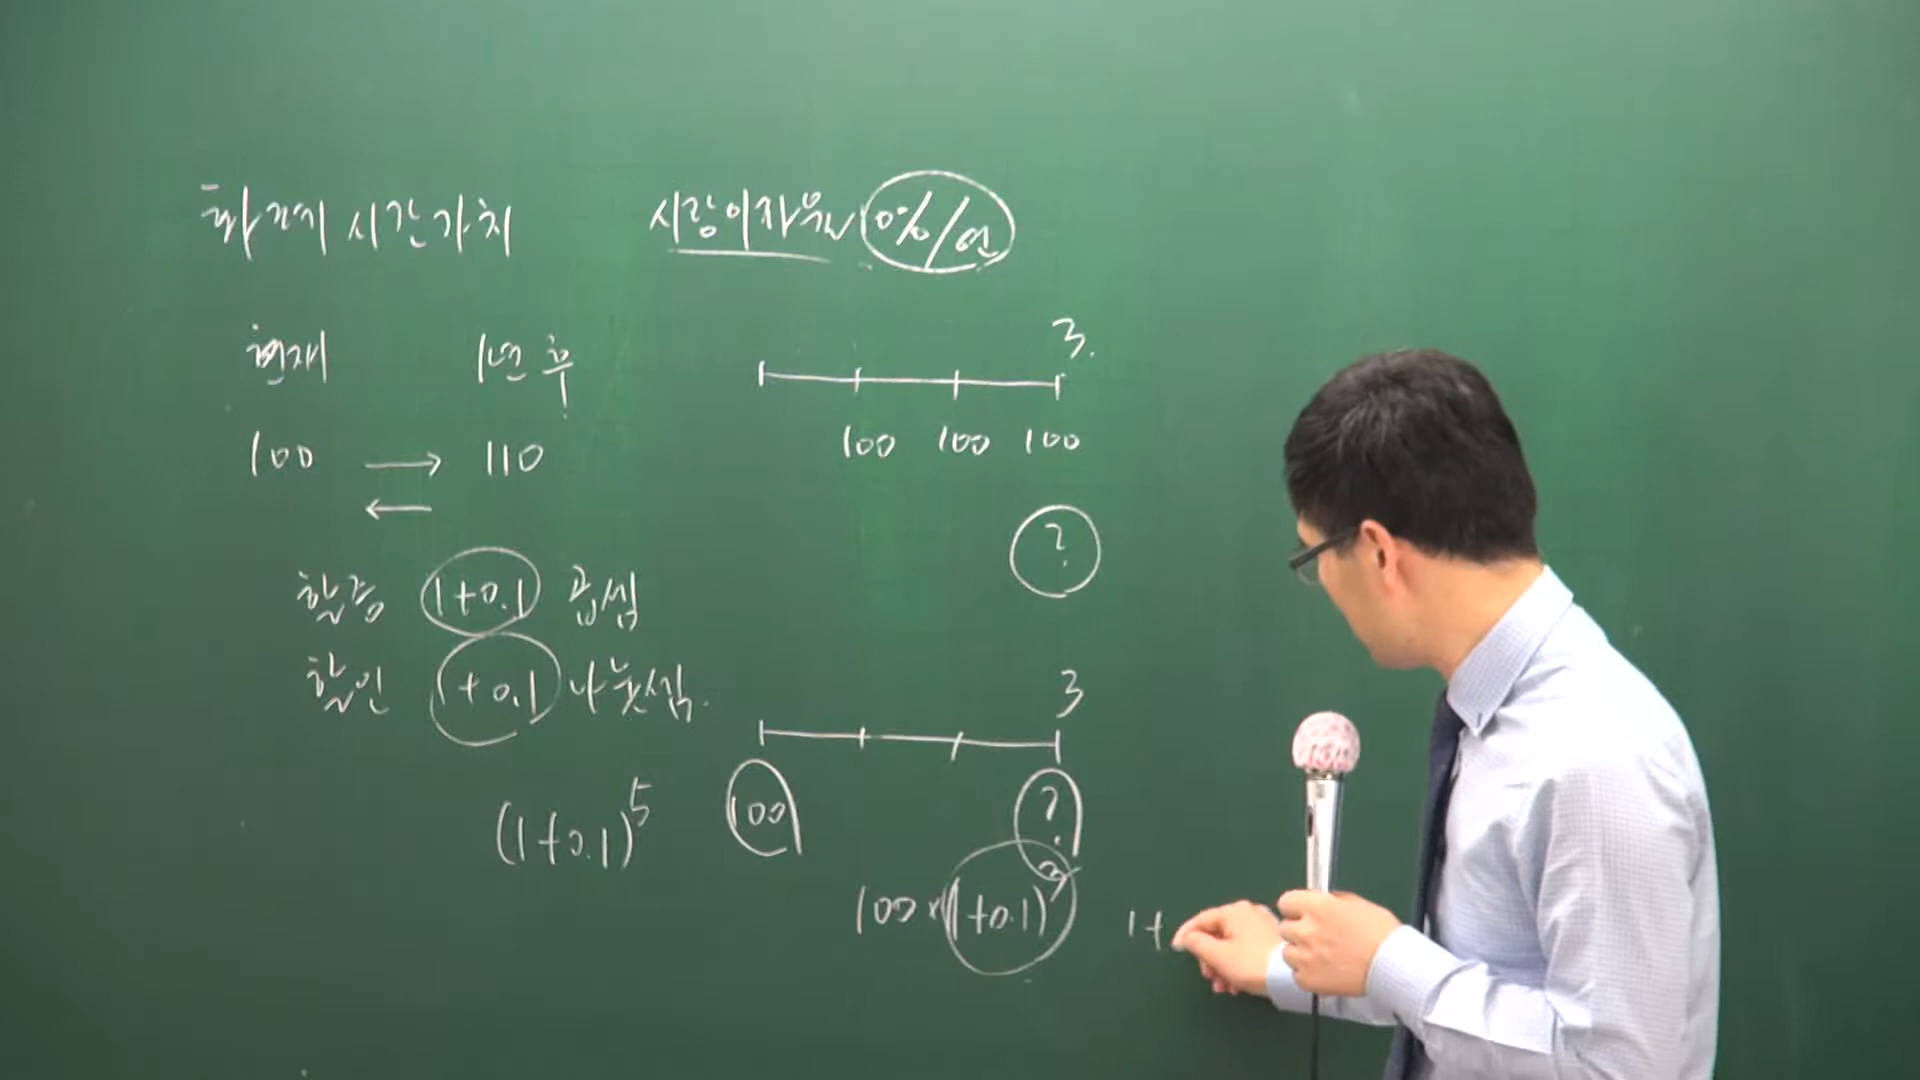 화폐의 시간가치
시장이자율 10%/연
현재 1년 후
100 → 110
←
할증 1+0.1 곱셈
할인 1+0.1 나눗셈.
(1+0.1)^5
3.
100 100 100
?
3
100 ?
100×(1+0.1)^3
1+